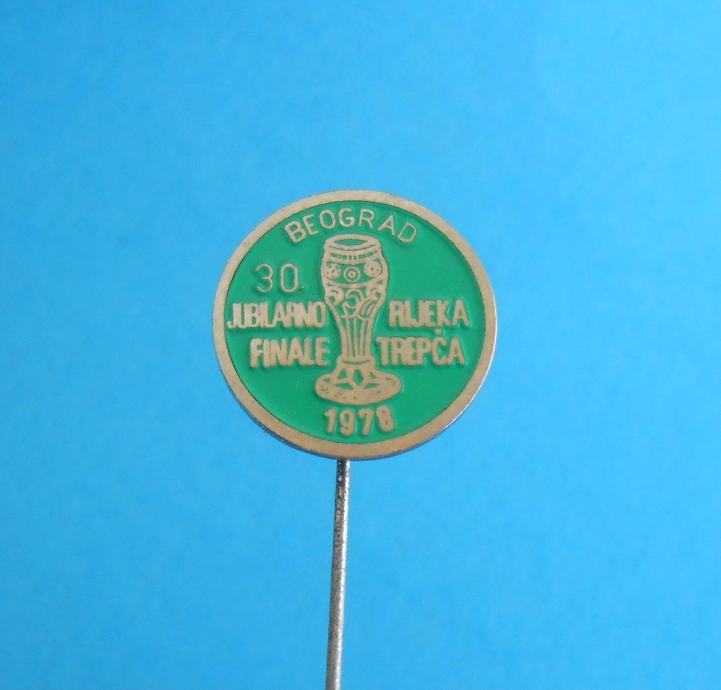 BEOGRAD
30.
JUBILARNO RIJEKA
FINALE TREPČA
1978